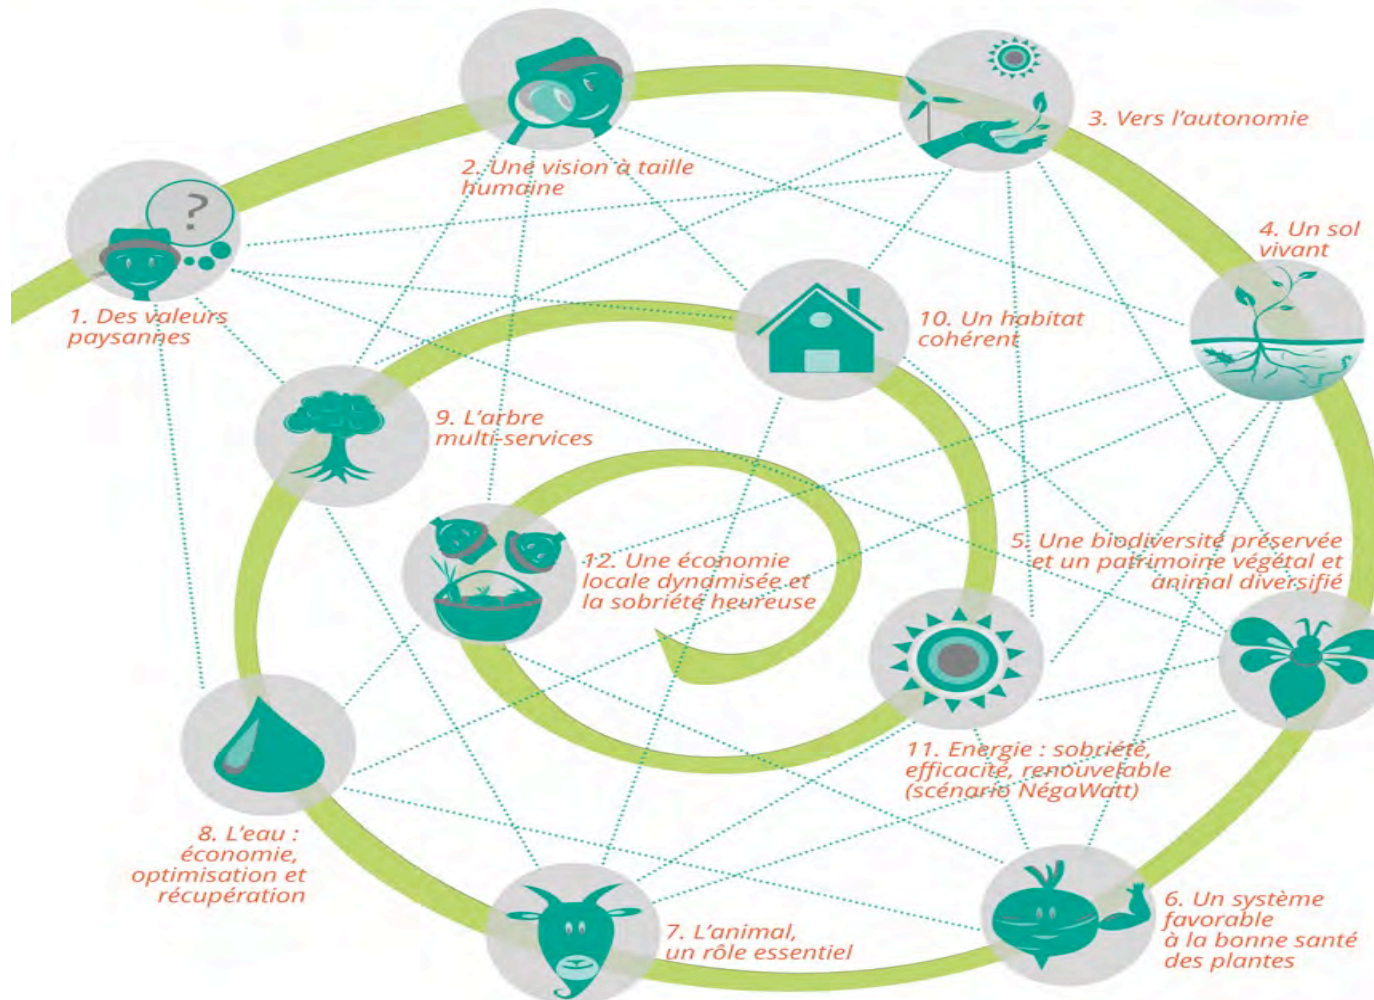 ?
1. Des valeurs
paysannes
2. Une vision à taille
humaine
3. Vers l'autonomie
4. Un sol
vivant
5. Une biodiversité préservée
et un patrimoine végétal et
animal diversifié
6. Un système
favorable
à la bonne santé
des plantes
7. L'animal,
un rôle essentiel
8. L'eau :
économie,
optimisation et
récupération
9. L'arbre
multi-services
10. Un habitat
cohérent
11. Energie : sobriété,
efficacité, renouvelable
(scénario NégaWatt)
12. Une économie
locale dynamisée et
la sobriété heureuse